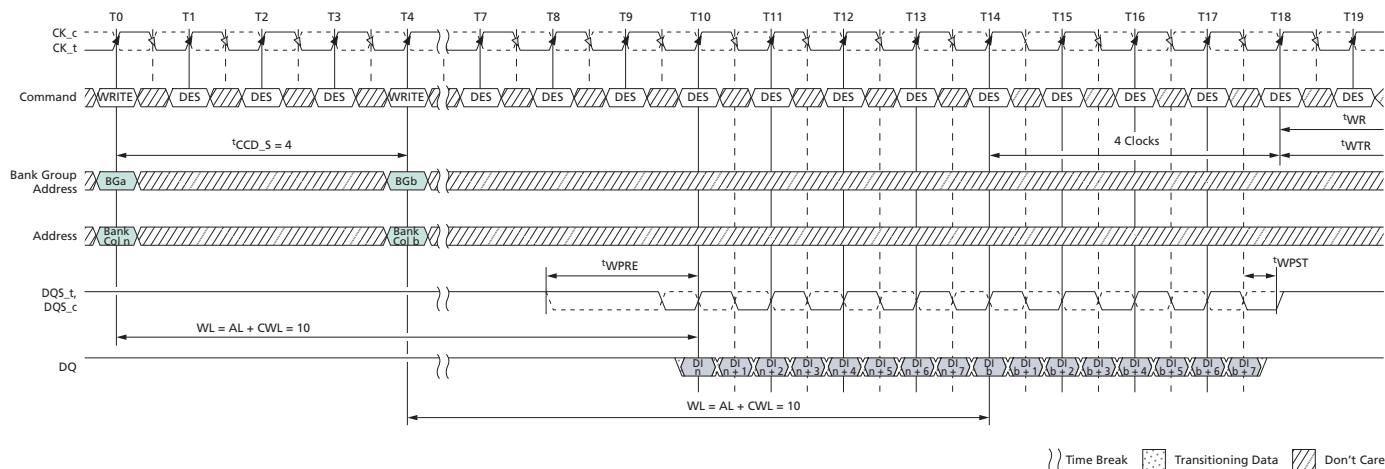 T0 T1 T2 T3 T4 T7 T8 T9 T10 T11 T12 T13 T14 T15 T16 T17 T18 T19
CK_c
CK_t
Command WRITE DES DES DES WRITE DES DES DES DES DES DES DES DES DES DES DES DES DES
tWR
tCCD_S = 4 4 Clocks tWTR
Bank Group
Address BGa BGb
Address Bank
Col n Bank
Col b
tWPRE tWPST
DQS_t,
DQS_c
WL = AL + CWL = 10
DQ DI
n DI
n + 1 DI
n + 2 DI
n + 3 DI
n + 4 DI
n + 5 DI
n + 6 DI
n + 7 DI
b DI
b + 1 DI
b + 2 DI
b + 3 DI
b + 4 DI
b + 5 DI
b + 6 DI
b + 7
WL = AL + CWL = 10
Time Break Transitioning Data Don't Care